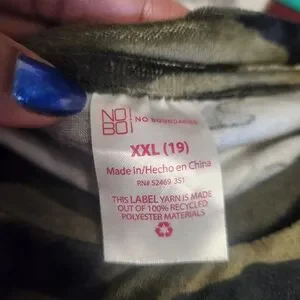 NO
BO
NO BOUNDARIES
XXL (19)
Made in/Hecho en China
RN# 52469-351
THIS LABEL YARN IS MADE
OUT OF 100% RECYCLED
POLYESTER MATERIALS